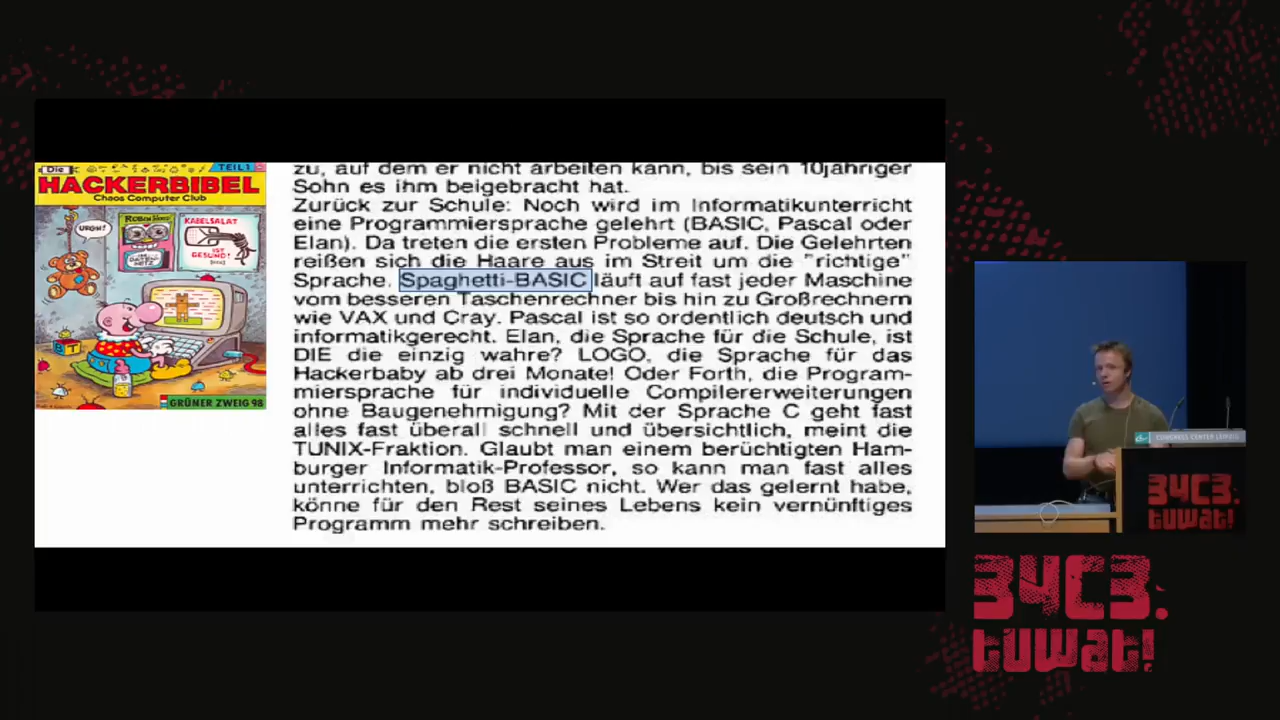 Die
TEIL 1
HACKERBIBEL
Chaos Computer Club
URGH!
KABELSALAT
IST
GESUND!
GRÜNER ZWEIG 98
zu, auf dem er nicht arbeiten kann, bis sein 10jähriger
Sohn es ihm beigebracht hat.
Zurück zur Schule: Noch wird im Informatikunterricht
eine Programmiersprache gelehrt (BASIC, Pascal oder
Elan). Da treten die ersten Probleme auf. Die Gelehrten
reißen sich die Haare aus im Streit um die "richtige"
Sprache. Spaghetti-BASIC läuft auf fast jeder Maschine
vom besseren Taschenrechner bis hin zu Großrechnern
wie VAX und Cray. Pascal ist so ordentlich deutsch und
informatikgerecht. Elan, die Sprache für die Schule, ist
DIE die einzig wahre? LOGO, die Sprache für das
Hackerbaby ab drei Monate! Oder Forth, die Program-
miersprache für individuelle Compilererweiterungen
ohne Baugenehmigung? Mit der Sprache C geht fast
alles fast überall schnell und übersichtlich, meint die
TUNIX-Fraktion. Glaubt man einem berüchtigten Ham-
burger Informatik-Professor, so kann man fast alles
unterrichten, bloß BASIC nicht. Wer das gelernt habe,
könne für den Rest seines Lebens kein vernünftiges
Programm mehr schreiben.
CONGRESS CENTER LEIPZIG
34C3.
tuwat!
34C3.
tuwat!